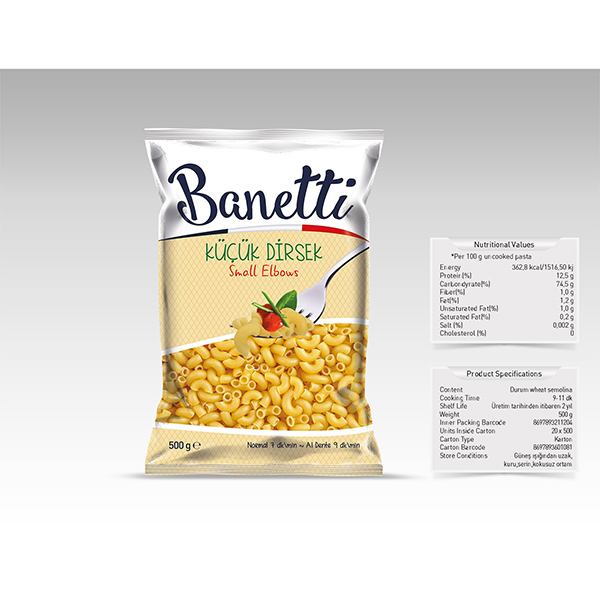 Banetti
KÜÇÜK DİRSEK
Small Elbows
500 g e
Normal 9 dk\min ~ Al Dente 9 dk\min
Nutritional Values
*Per 100 g uncooked pasta
Energy 362,8 kcal/1516,50 kj
Protein (%) 12,5 g
Carbordyrate(%) 74,5 g
Fiber(%) 1,0 g
Fat(%) 1,2 g
Unsaturated Fat(%) 1,0 g
Saturated Fat(%) 0,2 g
Salt (%) 0,002 g
Cholesterol (%) 0
Product Specifications
Content Durum wheat semolina
Cooking Time 9-11 dk
Shelf Life Üretim tarihinden itibaren 2 yıl
Weight 500 g
Inner Packing Barcode 8697893211204
Units Inside Carton 20 x 500
Carton Type Karton
Carton Barcode 8697893601081
Store Conditions Güneş ışığından uzak,
kuru,serin,kokusuz ortam